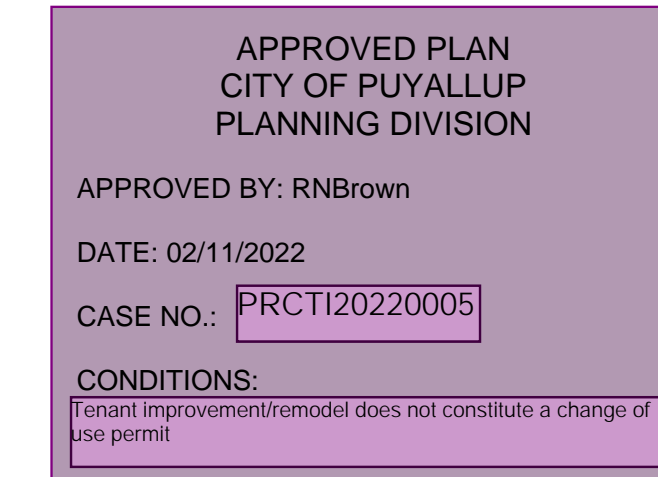 APPROVED PLAN
CITY OF PUYALLUP
PLANNING DIVISION
APPROVED BY: RNBrown
DATE: 02/11/2022
CASE NO.: PRCTI20220005
CONDITIONS:
Tenant improvement/remodel does not constitute a change of
use permit